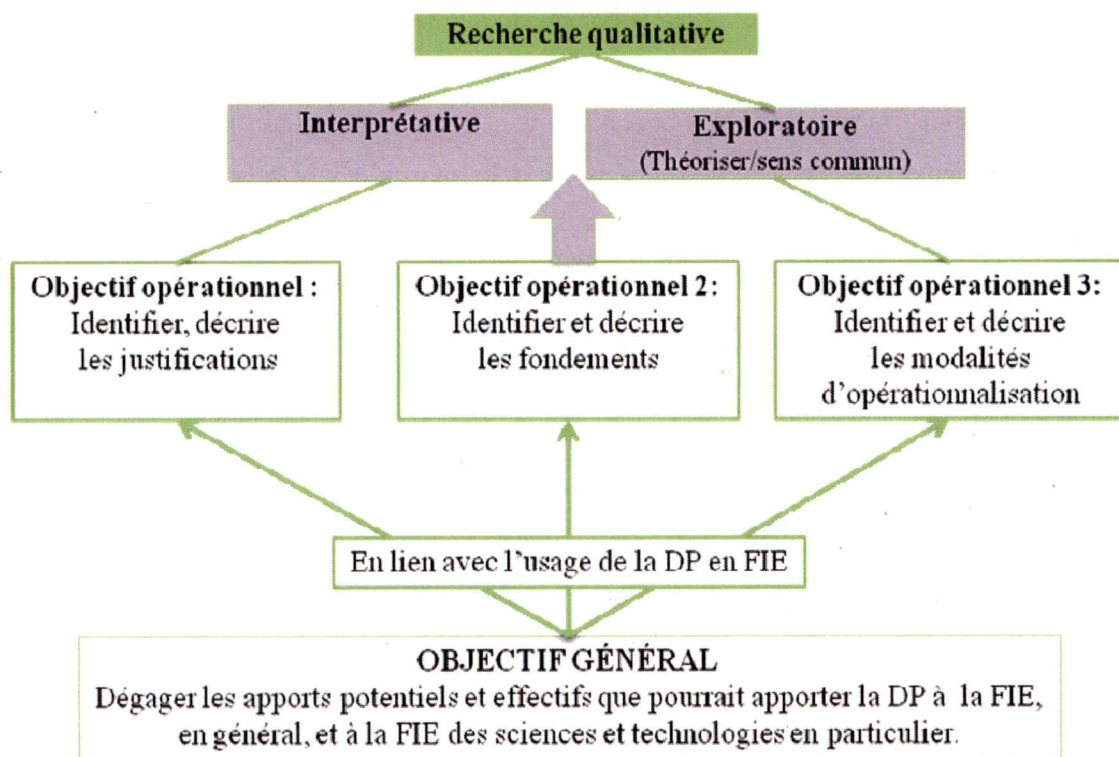 Recherche qualitative
Interprétative
Exploratoire
(Théoriser/sens commun)
Objectif opérationnel :
Identifier, décrire
les justifications
Objectif opérationnel 2:
Identifier et décrire
les fondements
Objectif opérationnel 3:
Identifier et décrire
les modalités
d'opérationnalisation
En lien avec l'usage de la DP en FIE
OBJECTIF GÉNÉRAL
Dégager les apports potentiels et effectifs que pourrait apporter la DP à la FIE,
en général, et à la FIE des sciences et technologies en particulier.